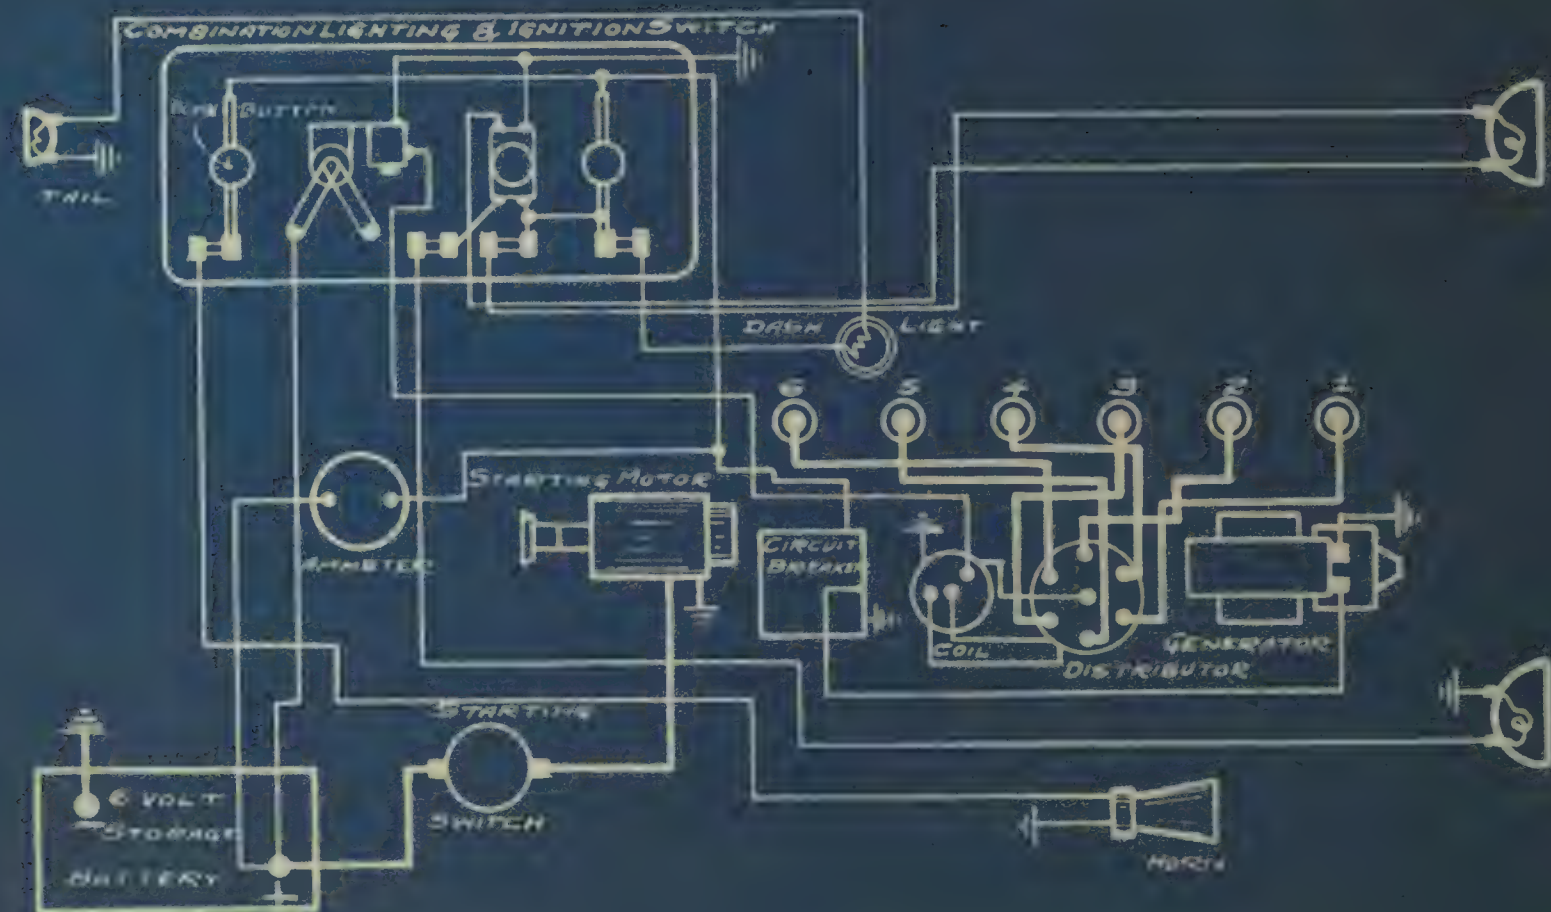 COMBINATION LIGHTING & IGNITION SWITCH
BUTTON
TAIL
DASH LIGHT
6 5 4 3 2 1
STARTING MOTOR
AMMETER
CIRCUIT
BREAKER
COIL
DISTRIBUTOR
GENERATOR
STARTING
SWITCH
6 VOLT
STORAGE
BATTERY
HORN